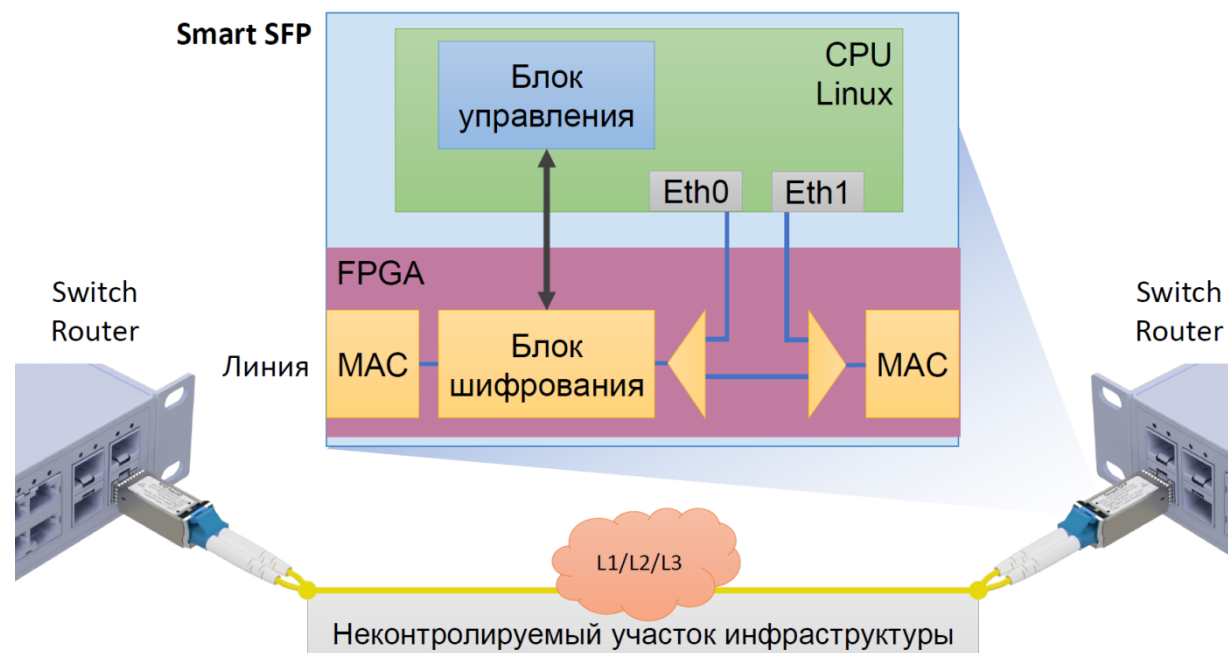 Smart SFP
CPU
Linux
Блок
управления
Eth0
Eth1
FPGA
Switch
Router
Линия
MAC
Блок
шифрования
MAC
Switch
Router
L1/L2/L3
Неконтролируемый участок инфраструктуры